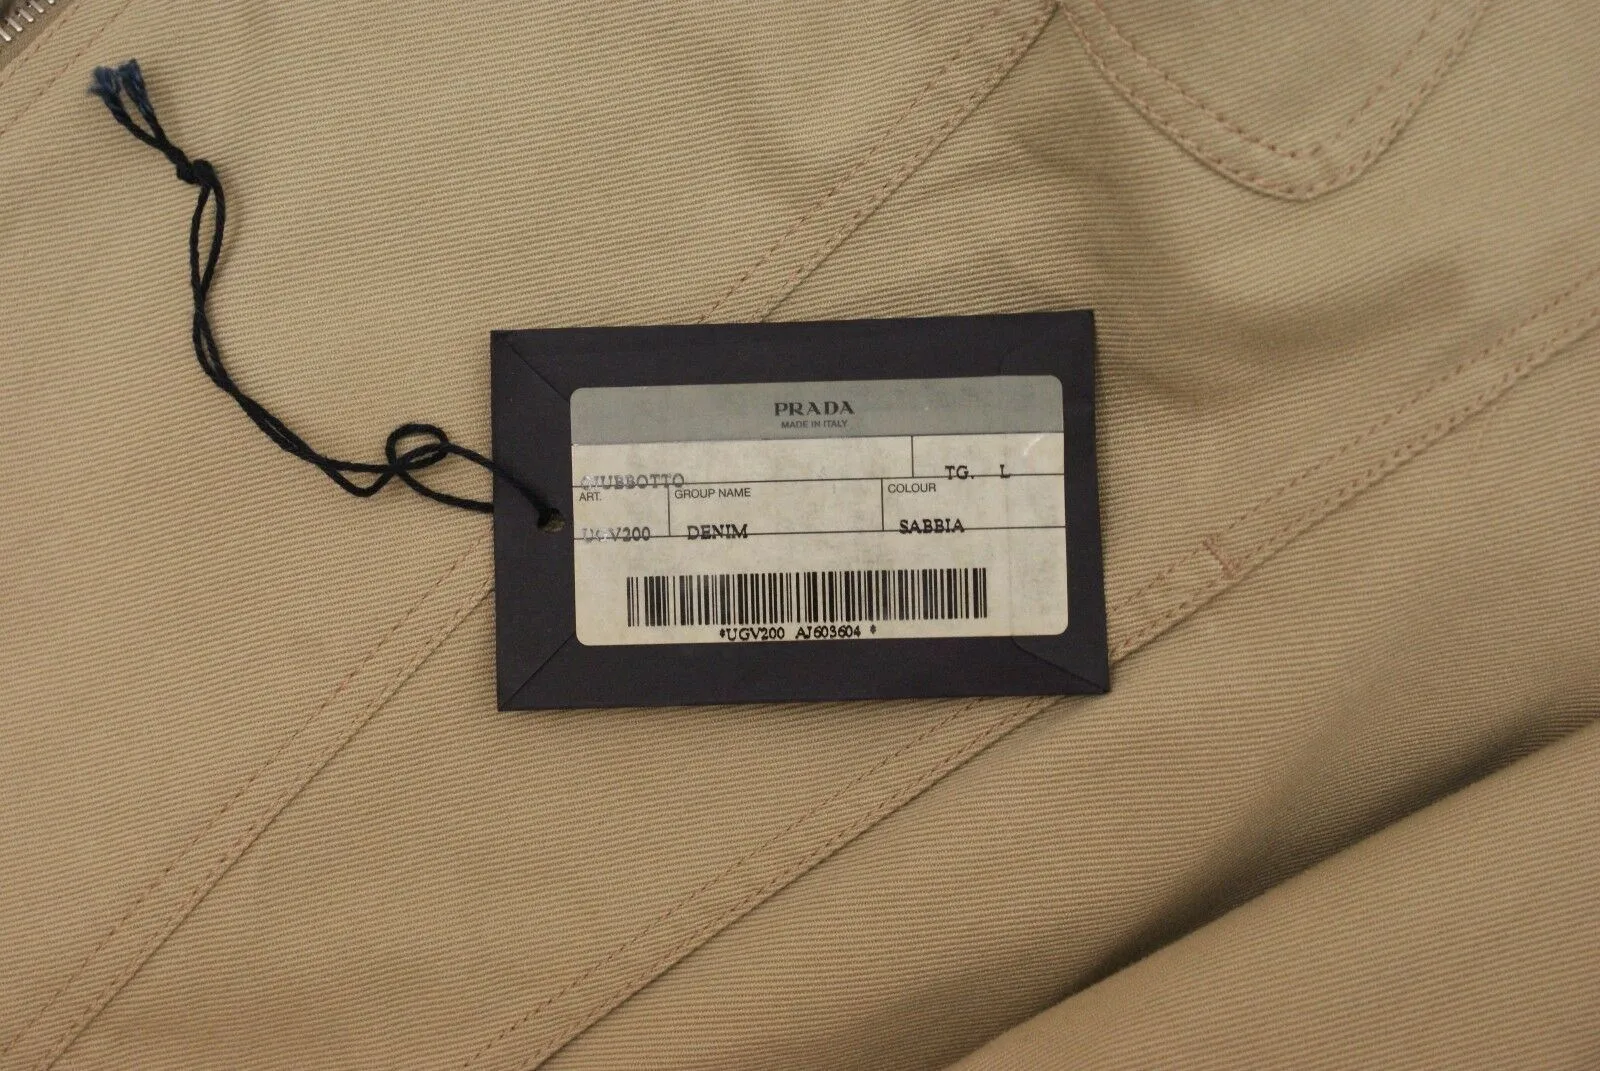 PRADA
MADE IN ITALY
GIUBBOTTO TG. L
ART. GROUP NAME COLOUR
UGV200 DENIM SABBIA
*UGV200 AJ603604 *